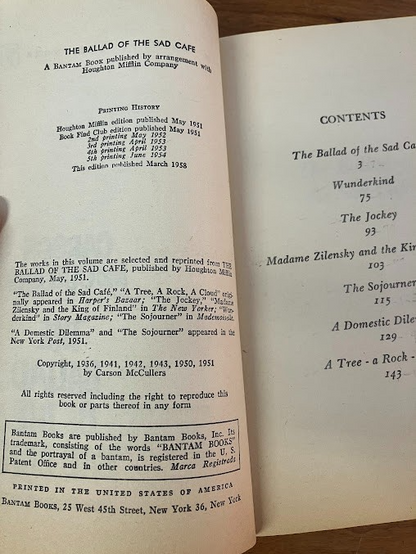 THE BALLAD OF THE SAD CAFE
A BANTAM BOOK published by arrangement with
Houghton Mifflin Company
PRINTING HISTORY
Houghton Mifflin edition published May 1951
Book Find Club edition published May 1951
2nd printing May 1952
3rd printing April 1953
4th printing April 1953
5th printing June 1954
This edition published March 1958
The works in this volume are selected and reprinted from THE
BALLAD OF THE SAD CAFE, published by Houghton Mifflin
Company, May, 1951.
"The Ballad of the Sad Café," "A Tree, A Rock, A Cloud" origi-
nally appeared in Harper's Bazaar; "The Jockey," "Madame
Zilensky and the King of Finland" in The New Yorker; "Wun-
derkind" in Story Magazine; "The Sojourner" in Mademoiselle.
"A Domestic Dilemma" and "The Sojourner" appeared in the
New York Post, 1951.
Copyright, 1936, 1941, 1942, 1943, 1950, 1951
by Carson McCullers
All rights reserved including the right to reproduce this
book or parts thereof in any form
Bantam Books are published by Bantam Books, Inc. Its
trademark, consisting of the words "BANTAM BOOKS"
and the portrayal of a bantam, is registered in the U. S.
Patent Office and in other countries. Marca Registrada
PRINTED IN THE UNITED STATES OF AMERICA
BANTAM BOOKS, 25 West 45th Street, New York 36, New York
CONTENTS
The Ballad of the Sad Ca
3
Wunderkind
75
The Jockey
93
Madame Zilensky and the King
103
The Sojourner
115
A Domestic Dilem
129
A Tree - a Rock -
143